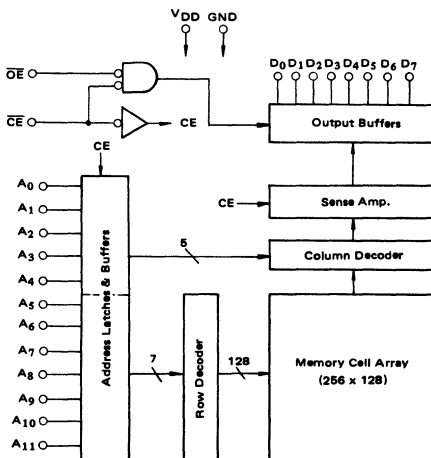 VDD GND
D0 D1 D2 D3 D4 D5 D6 D7
OE
CE
CE
Output Buffers
CE
A0
A1
A2
A3
A4
A5
A6
A7
A8
A9
A10
A11
Address Latches & Buffers
CE
Sense Amp.
5
Column Decoder
7
Row Decoder
128
Memory Cell Array
(256 x 128)